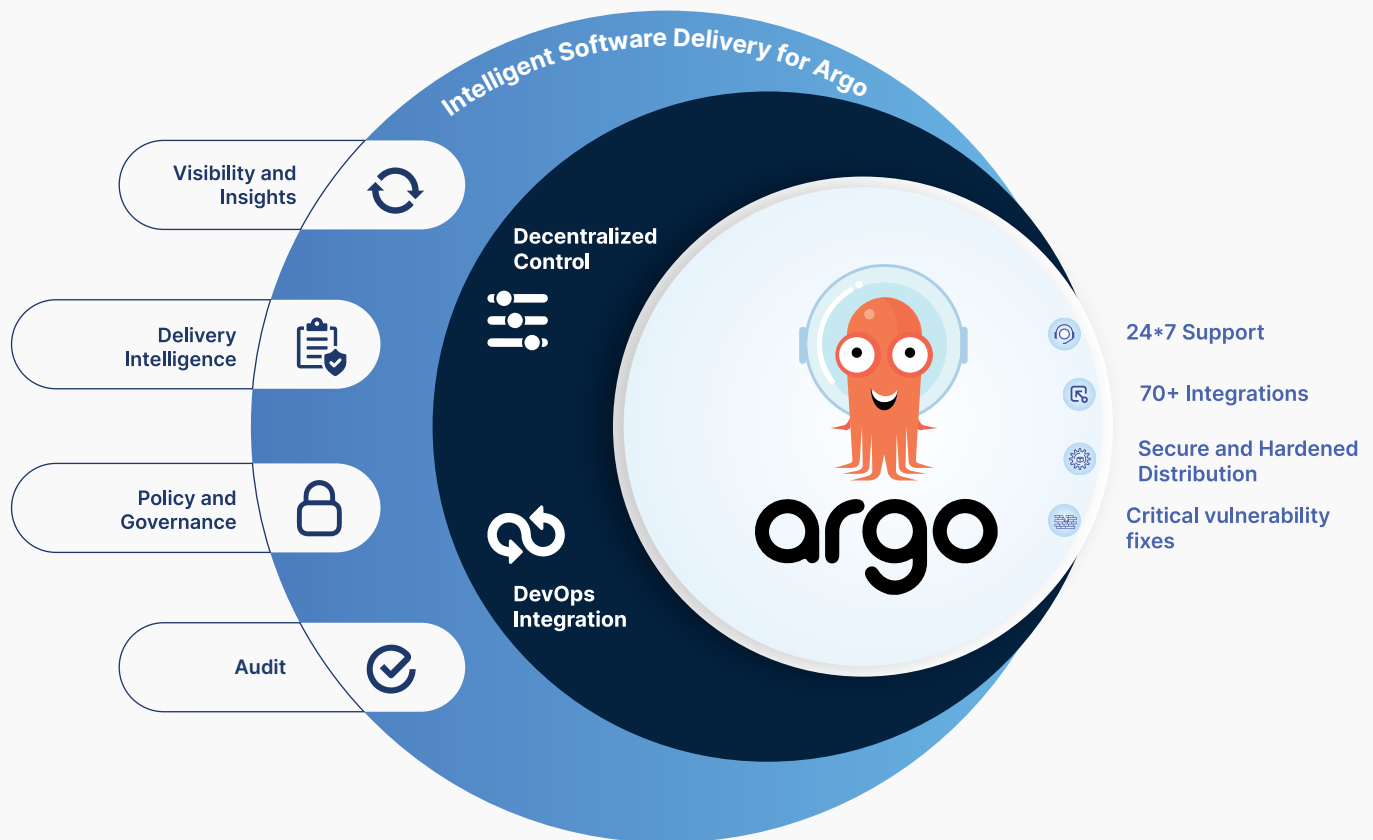 Intelligent Software Delivery for Argo
Visibility and
Insights
Delivery
Intelligence
Policy and
Governance
Audit
Decentralized
Control
DevOps
Integration
argo
24*7 Support
70+ Integrations
Secure and Hardened
Distribution
Critical vulnerability
fixes